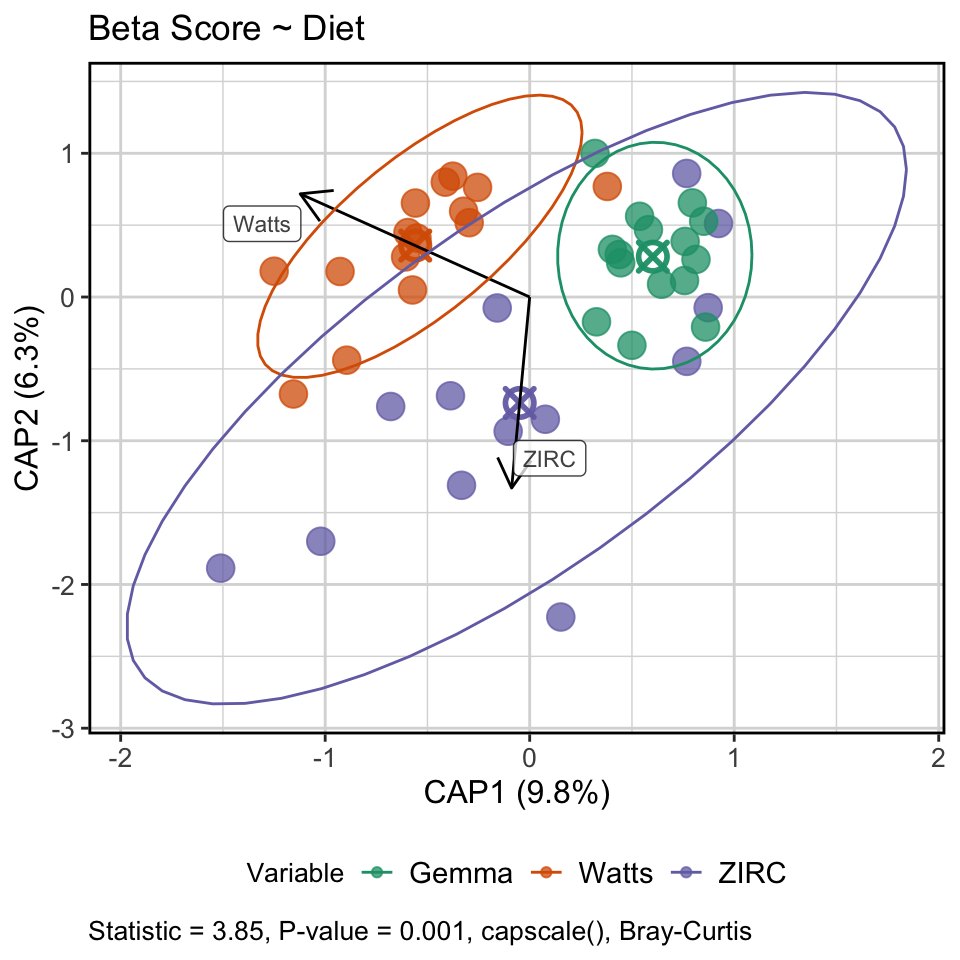 Beta Score ~ Diet
CAP2 (6.3%)
1
0
-1
-2
-3
Watts
ZIRC
-2 -1 0 1 2
CAP1 (9.8%)
Variable Gemma Watts ZIRC
Statistic = 3.85, P-value = 0.001, capscale(), Bray-Curtis